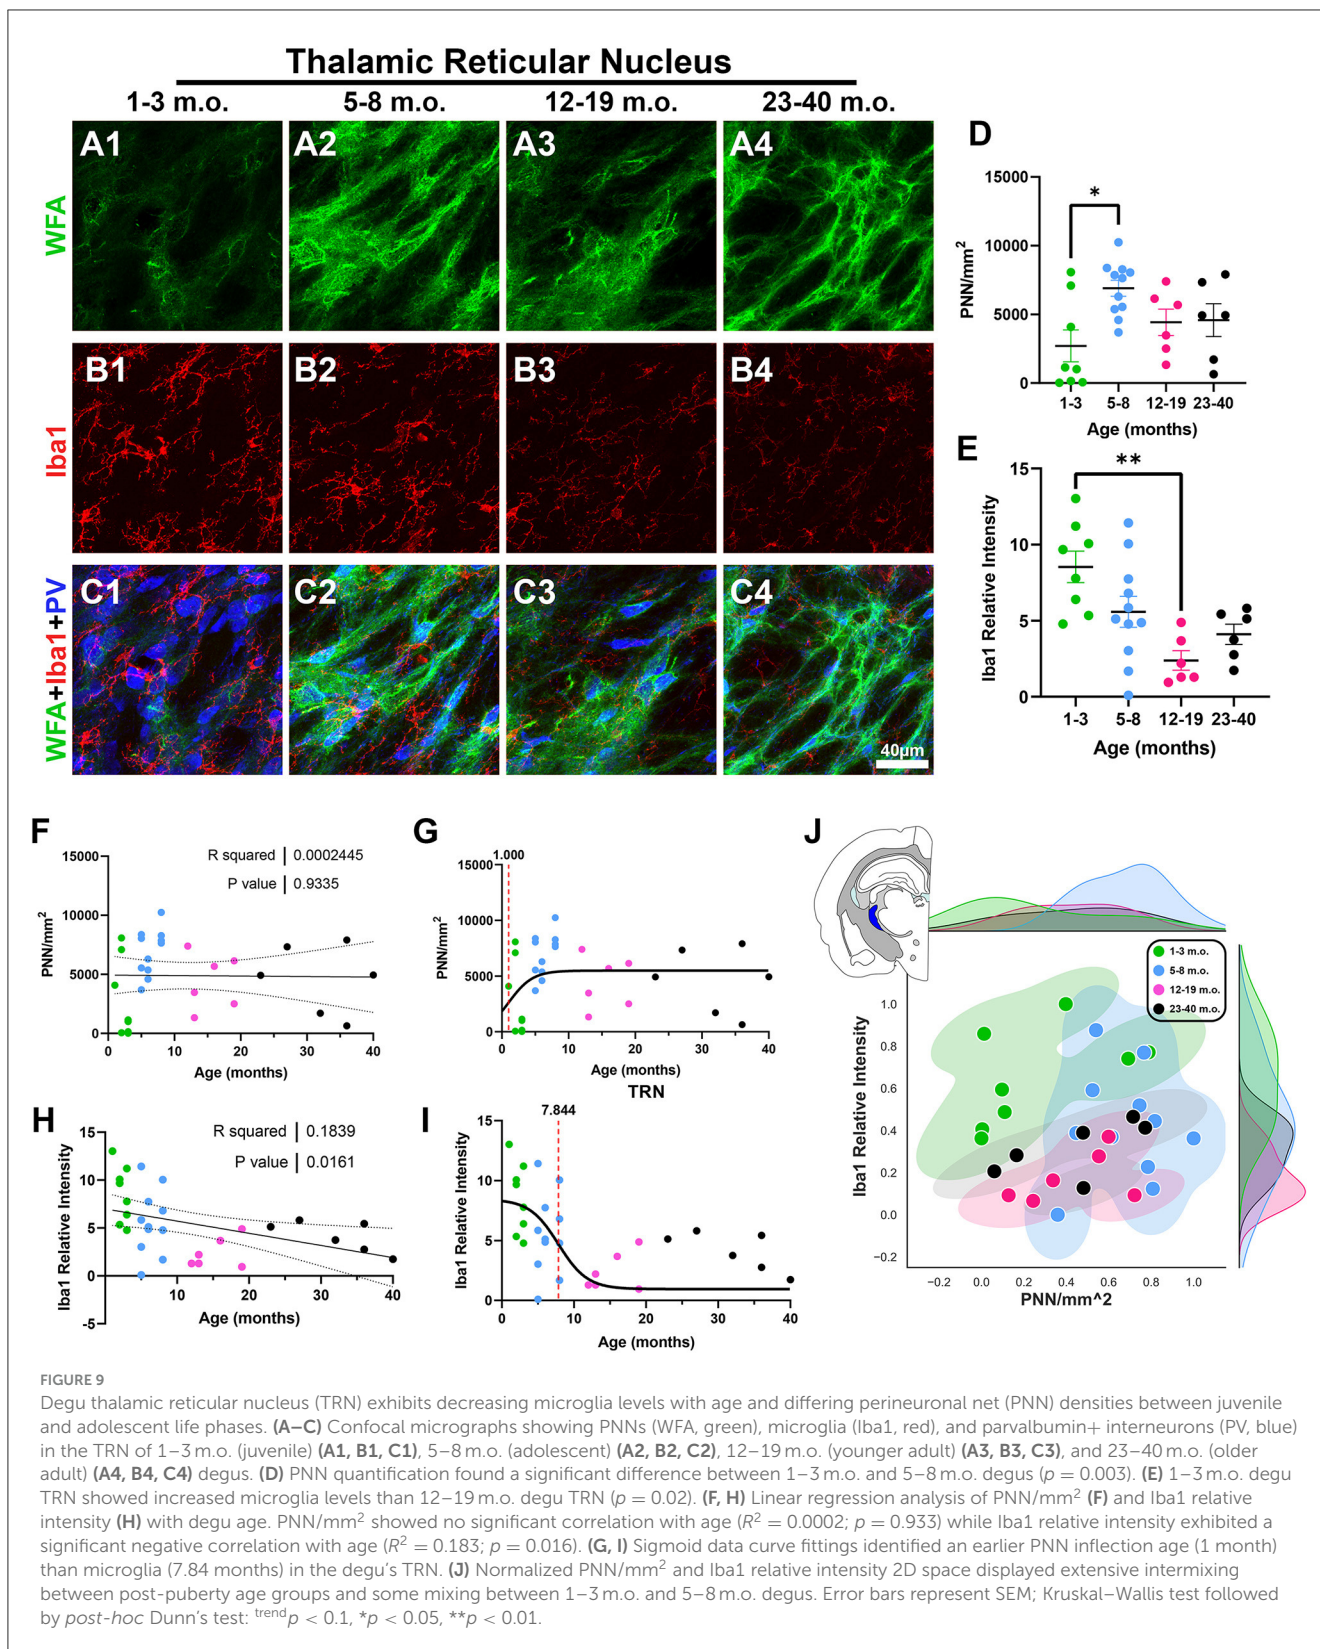 Thalamic Reticular Nucleus
1-3 m.o. 5-8 m.o. 12-19 m.o. 23-40 m.o.
WFA
A1 A2 A3 A4
Iba1
B1 B2 B3 B4
WFA+Iba1+PV
C1 C2 C3 C4
40μm
D
15000
10000
5000
0
PNN/mm²
*
1-3 5-8 12-19 23-40
Age (months)
E
15
10
5
0
Iba1 Relative Intensity
**
1-3 5-8 12-19 23-40
Age (months)
F
R squared 0.0002445
P value 0.9335
15000
10000
5000
0
PNN/mm²
0 10 20 30 40
Age (months)
G
1.000
15000
10000
5000
0
PNN/mm²
0 10 20 30 40
Age (months)
TRN
H
R squared 0.1839
P value 0.0161
15
10
5
0
-5
Iba1 Relative Intensity
10 20 30 40
Age (months)
I
7.844
15
10
5
0
Iba1 Relative Intensity
0 10 20 30 40
Age (months)
J
1-3 m.o.
5-8 m.o.
12-19 m.o.
23-40 m.o.
1.0
0.8
0.6
0.4
0.2
0.0
−0.2
Iba1 Relative Intensity
−0.2 0.0 0.2 0.4 0.6 0.8 1.0
PNN/mm^2
FIGURE 9
Degu thalamic reticular nucleus (TRN) exhibits decreasing microglia levels with age and differing perineuronal net (PNN) densities between juvenile
and adolescent life phases. (A–C) Confocal micrographs showing PNNs (WFA, green), microglia (Iba1, red), and parvalbumin+ interneurons (PV, blue)
in the TRN of 1–3 m.o. (juvenile) (A1, B1, C1), 5–8 m.o. (adolescent) (A2, B2, C2), 12–19 m.o. (younger adult) (A3, B3, C3), and 23–40 m.o. (older
adult) (A4, B4, C4) degus. (D) PNN quantification found a significant difference between 1–3 m.o. and 5–8 m.o. degus (p = 0.003). (E) 1–3 m.o. degu
TRN showed increased microglia levels than 12–19 m.o. degu TRN (p = 0.02). (F, H) Linear regression analysis of PNN/mm² (F) and Iba1 relative
intensity (H) with degu age. PNN/mm² showed no significant correlation with age (R² = 0.0002; p = 0.933) while Iba1 relative intensity exhibited a
significant negative correlation with age (R² = 0.183; p = 0.016). (G, I) Sigmoid data curve fittings identified an earlier PNN inflection age (1 month)
than microglia (7.84 months) in the degu's TRN. (J) Normalized PNN/mm² and Iba1 relative intensity 2D space displayed extensive intermixing
between post-puberty age groups and some mixing between 1–3 m.o. and 5–8 m.o. degus. Error bars represent SEM; Kruskal–Wallis test followed
by post-hoc Dunn's test: trend p < 0.1, *p < 0.05, **p < 0.01.